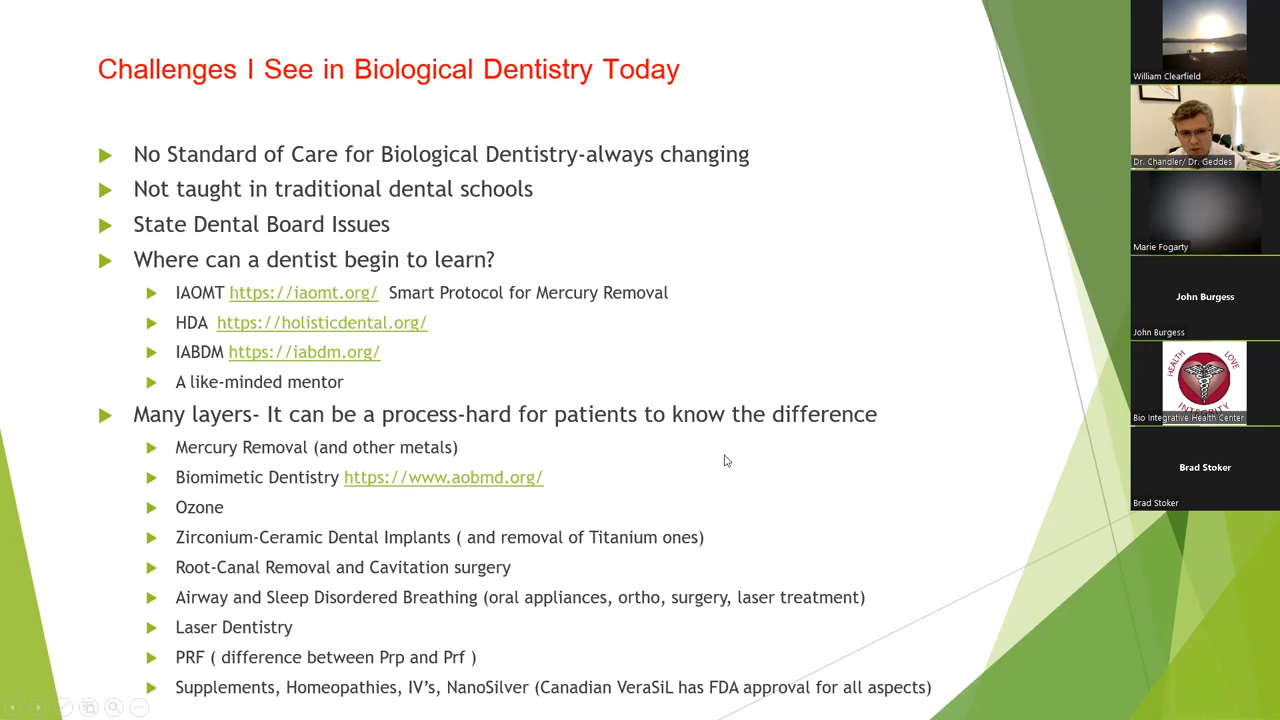 Challenges I See in Biological Dentistry Today
No Standard of Care for Biological Dentistry-always changing
Not taught in traditional dental schools
State Dental Board Issues
Where can a dentist begin to learn?
IAOMT https://iaomt.org/ Smart Protocol for Mercury Removal
HDA https://holisticdental.org/
IABDM https://iabdm.org/
A like-minded mentor
Many layers- It can be a process-hard for patients to know the difference
Mercury Removal (and other metals)
Biomimetic Dentistry https://www.aobmd.org/
Ozone
Zirconium-Ceramic Dental Implants ( and removal of Titanium ones)
Root-Canal Removal and Cavitation surgery
Airway and Sleep Disordered Breathing (oral appliances, ortho, surgery, laser treatment)
Laser Dentistry
PRF ( difference between Prp and Prf )
Supplements, Homeopathies, IV's, NanoSilver (Canadian VeraSiL has FDA approval for all aspects)
William Clearfield
Dr. Chandler/ Dr. Geddes
Marie Fogarty
John Burgess
John Burgess
HEALTH LOVE INTEGRITY
Bio Integrative Health Center
Brad Stoker
Brad Stoker